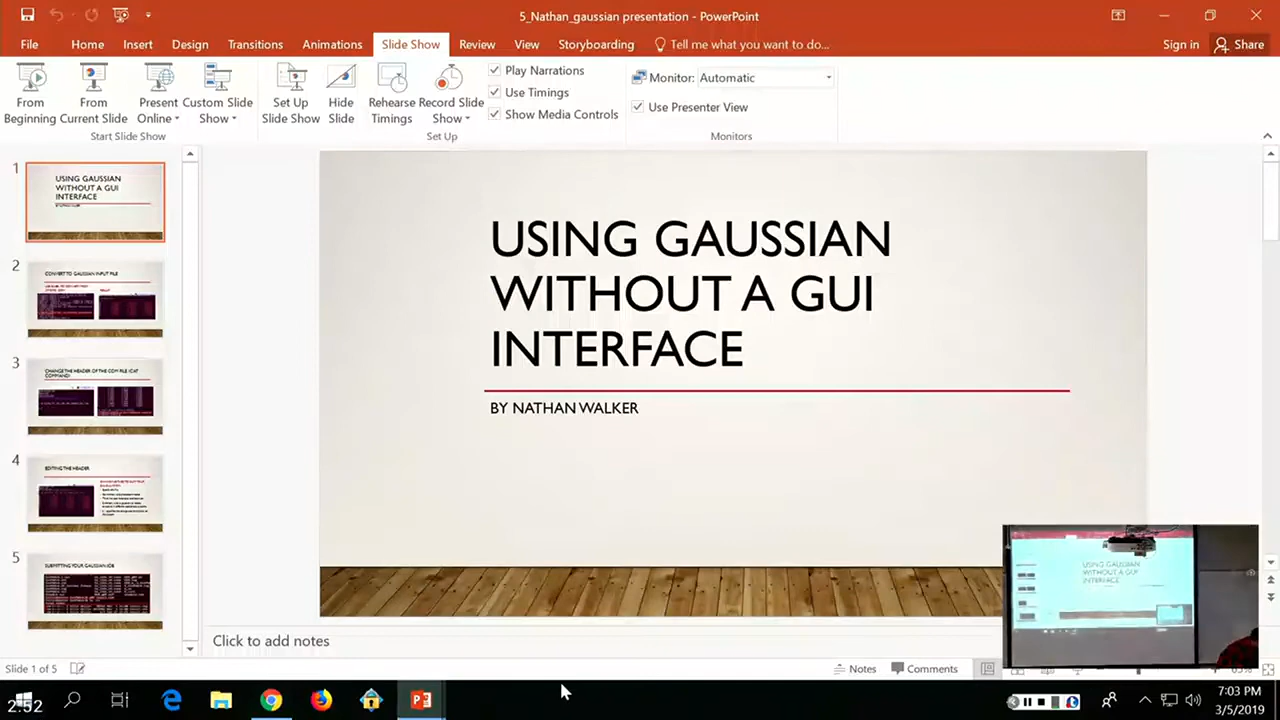 5_Nathan_gaussian presentation - PowerPoint
File Home Insert Design Transitions Animations Slide Show Review View Storyboarding Tell me what you want to do... Sign in Share
From Beginning
From Current Slide
Present Online
Custom Slide Show
Set Up Slide Show
Hide Slide
Rehearse Timings
Record Slide Show
Play Narrations
Use Timings
Show Media Controls
Monitor: Automatic
Use Presenter View
Start Slide Show
Set Up
Monitors
1
USING GAUSSIAN
WITHOUT A GUI
INTERFACE
2
CONVERT TO GAUSSIAN INPUT FILE
3
CHANGE THE HEADER OF THE COM FILE (CAT
COMMAND)
4
EDITING THE HEADER
5
SUBMITTING YOUR GAUSSIAN JOB
USING GAUSSIAN
WITHOUT A GUI
INTERFACE
BY NATHAN WALKER
USING GAUSSIAN
WITHOUT A GUI
INTERFACE
Click to add notes
Slide 1 of 5
Notes
Comments
2:52
7:03 PM
3/5/2019